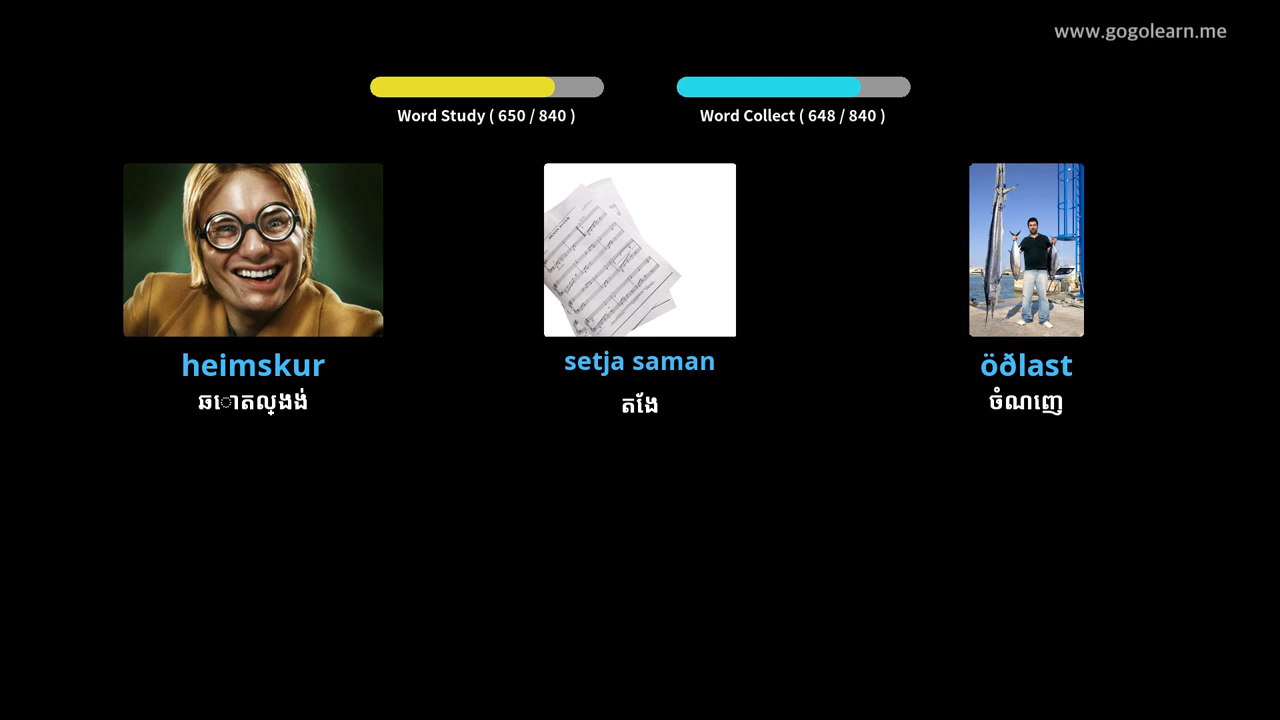 www.gogolearn.me
Word Study ( 650 / 840 )
Word Collect ( 648 / 840 )
heimskur
setja saman
öðlast
ឆោតល្ងង់
តែង
ចំណេញ